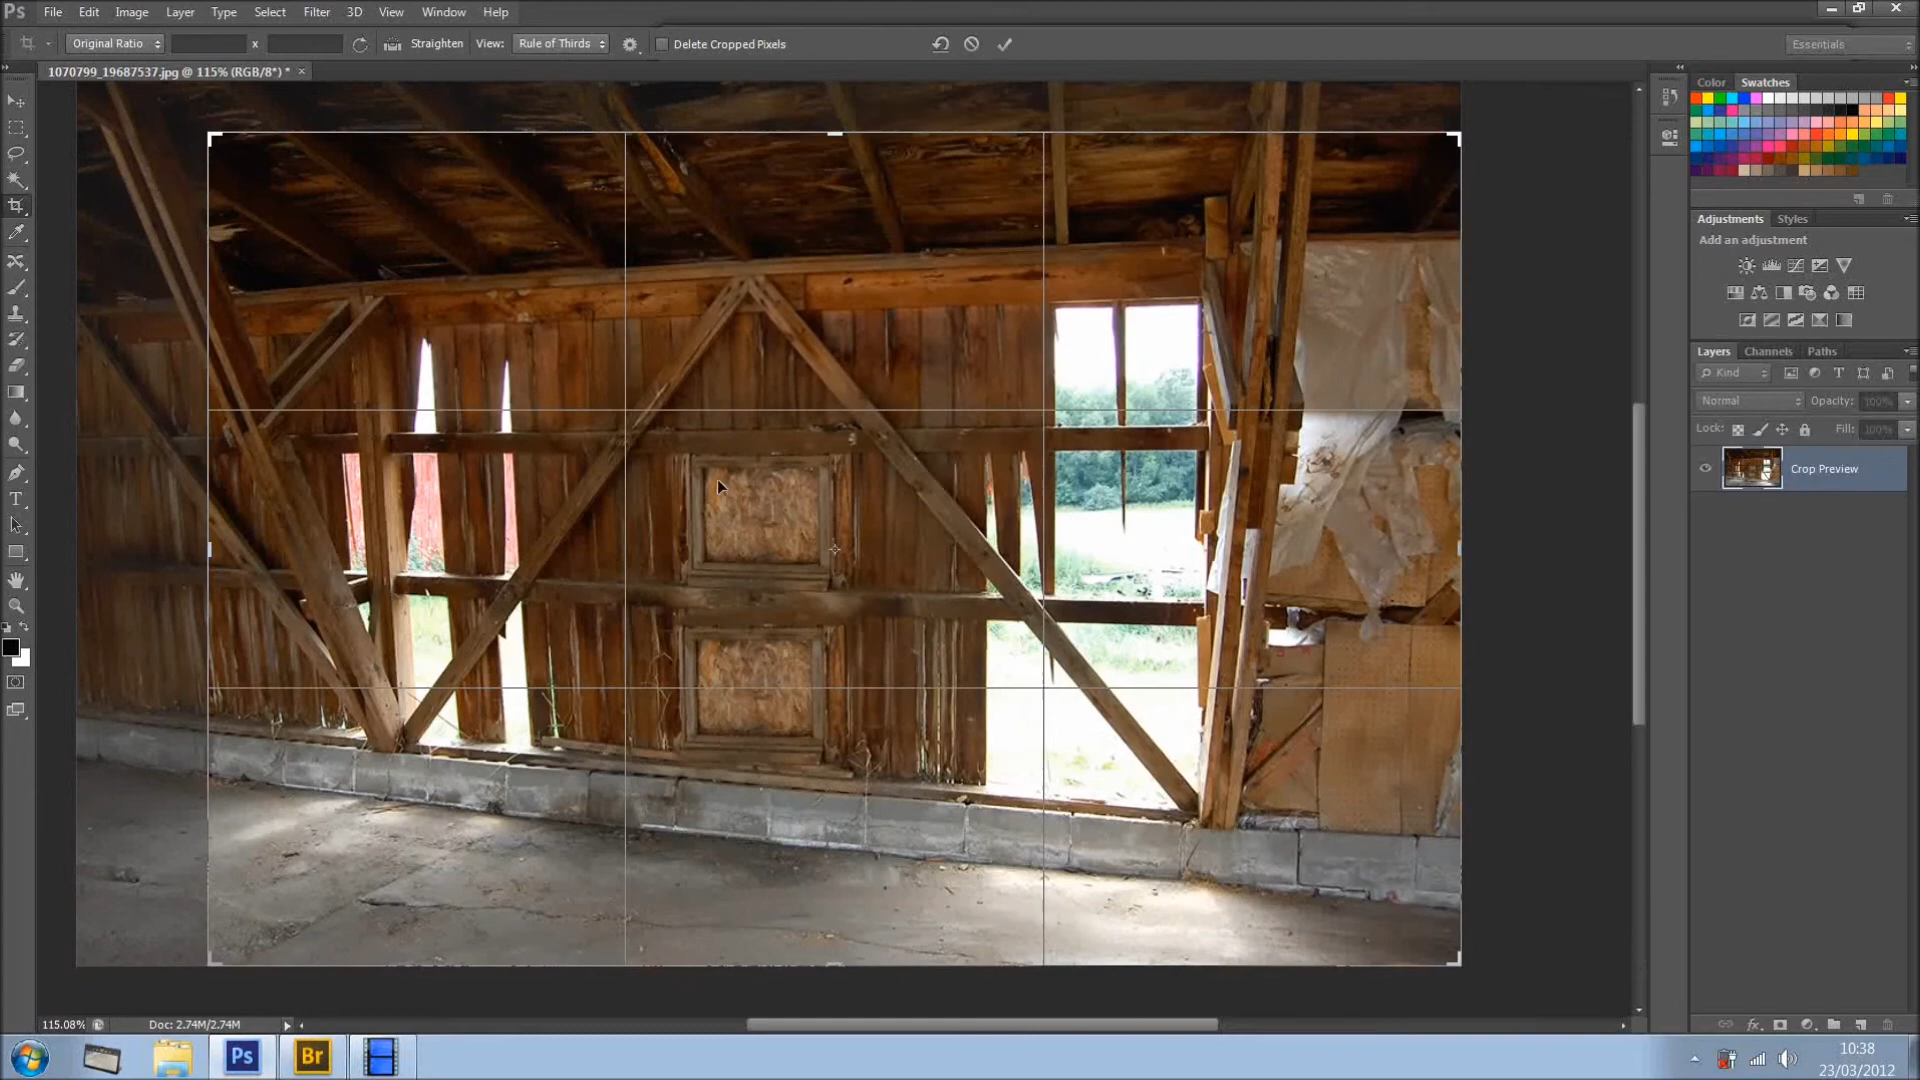 Ps File Edit Image Layer Type Select Filter 3D View Window Help
Original Ratio x Straighten View: Rule of Thirds Delete Cropped Pixels Essentials
1070799_19687537.jpg @ 115% (RGB/8*) * ×
Color Swatches
Adjustments Styles
Add an adjustment
Layers Channels Paths
Kind
Normal Opacity: 100%
Lock: Fill: 100%
Crop Preview
115.08% Doc: 2.74M/2.74M
Ps Br
10:38
23/03/2012